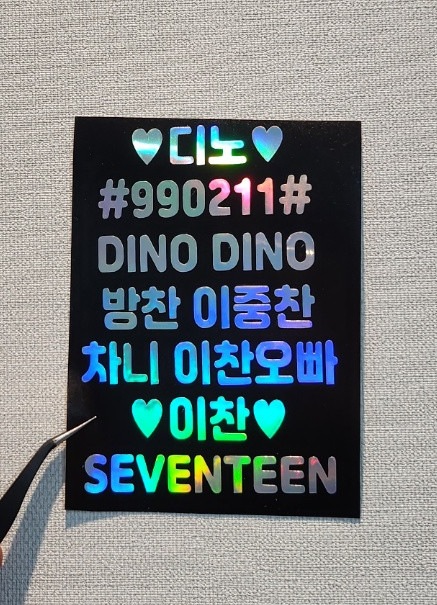 ♥디노♥
#990211#
DINO DINO
방찬 이중찬
차니 이찬오빠
♥이찬♥
SEVENTEEN